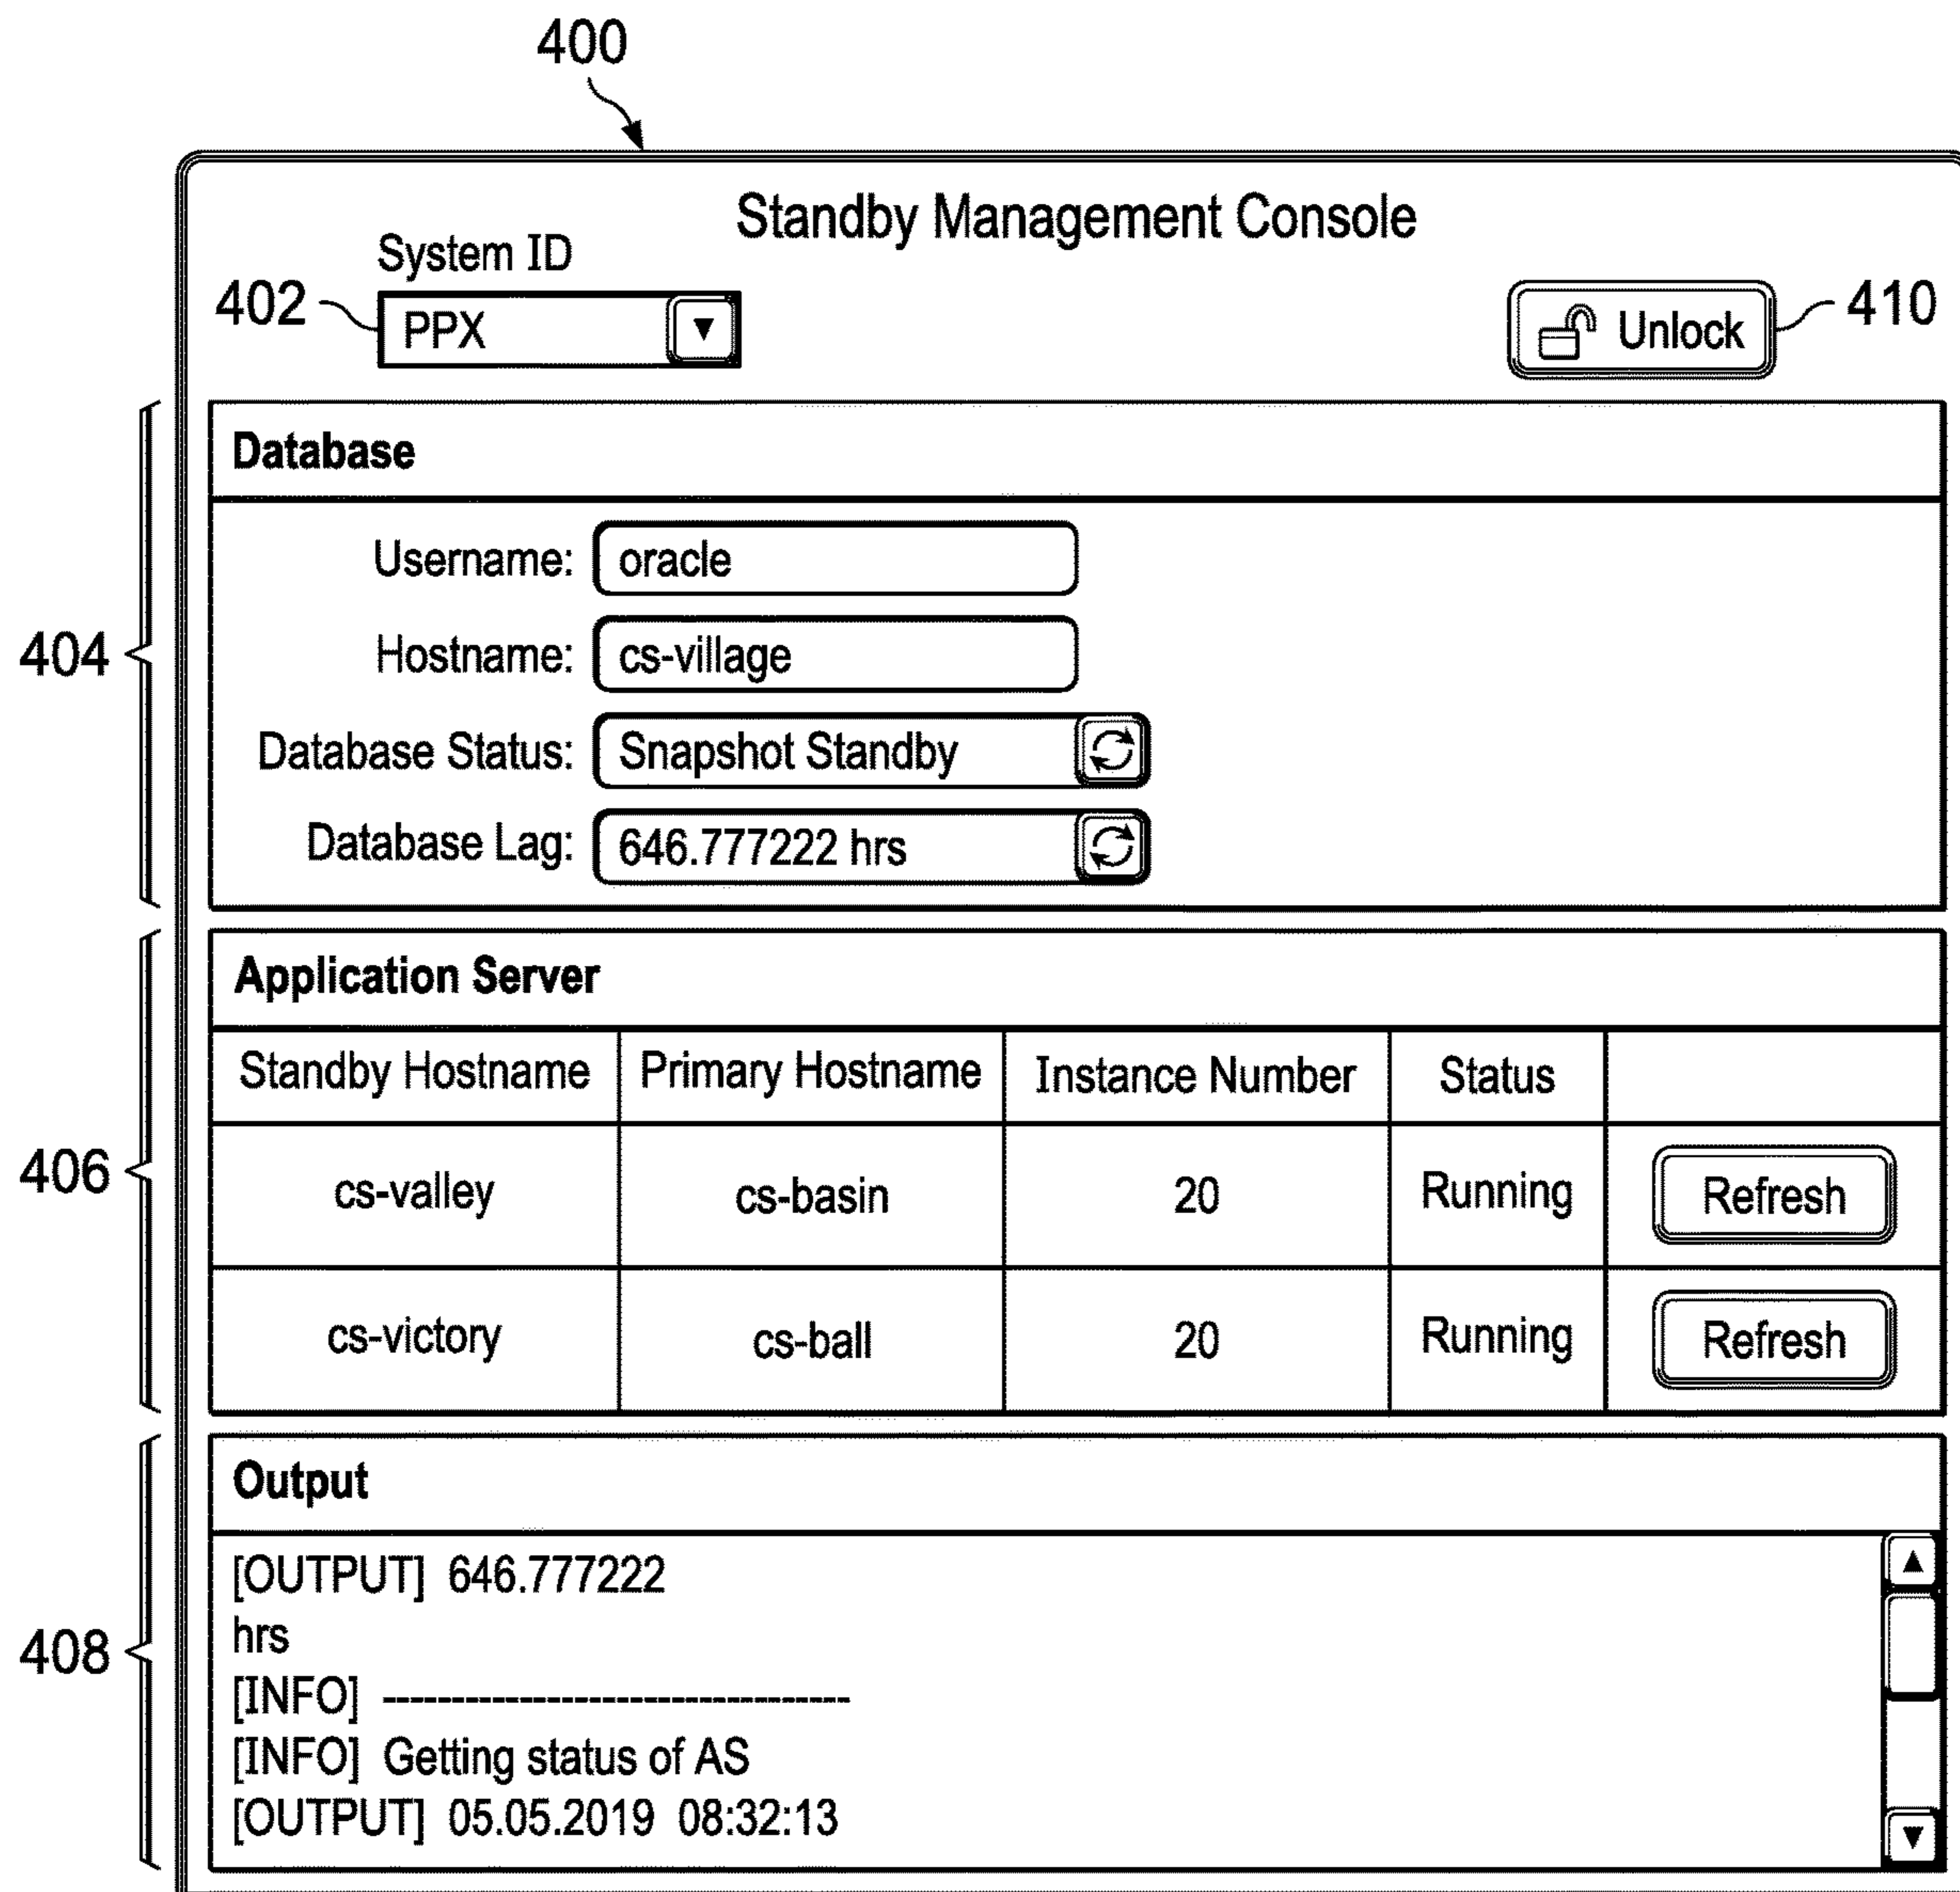 400
Standby Management Console
System ID
402
PPX
Unlock
410
404
Database
Username: oracle
Hostname: cs-village
Database Status: Snapshot Standby
Database Lag: 646.777222 hrs
406
Application Server
Standby Hostname Primary Hostname Instance Number Status
cs-valley cs-basin 20 Running Refresh
cs-victory cs-ball 20 Running Refresh
408
Output
[OUTPUT] 646.777222
hrs
[INFO] -----------------------------------
[INFO] Getting status of AS
[OUTPUT] 05.05.2019 08:32:13